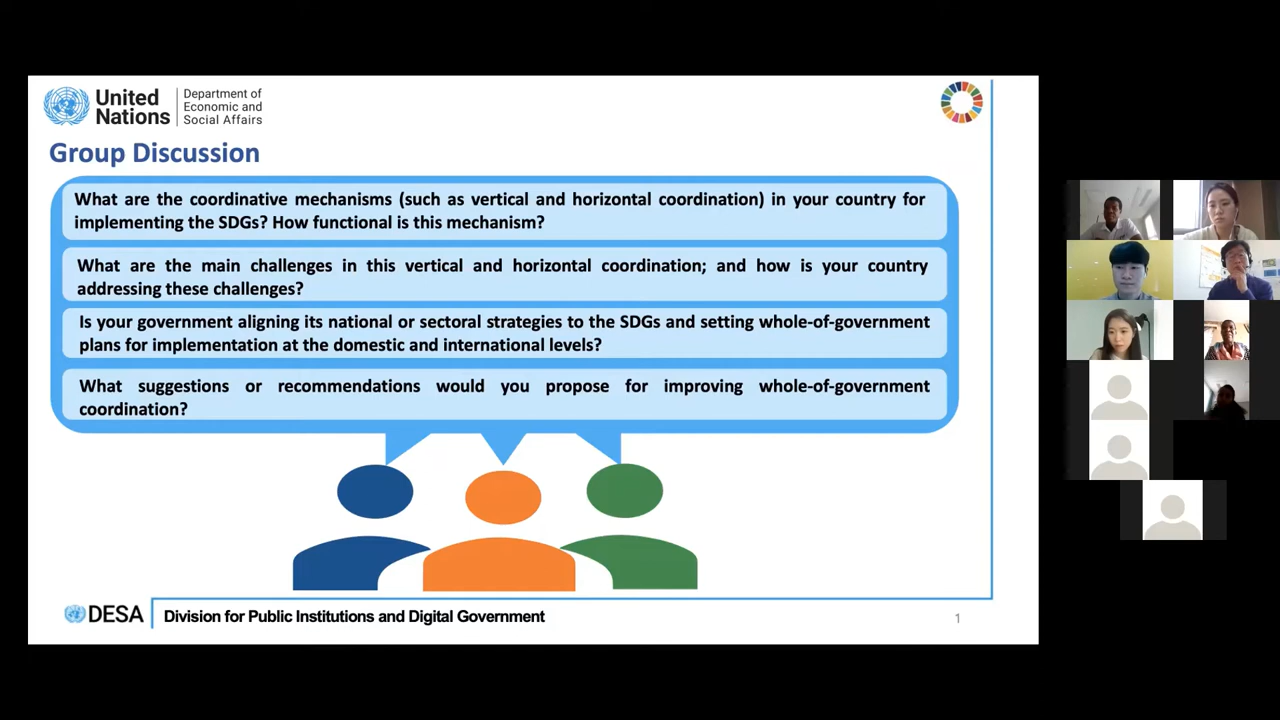 United
Nations
Department of
Economic and
Social Affairs
Group Discussion
What are the coordinative mechanisms (such as vertical and horizontal coordination) in your country for
implementing the SDGs? How functional is this mechanism?
What are the main challenges in this vertical and horizontal coordination; and how is your country
addressing these challenges?
Is your government aligning its national or sectoral strategies to the SDGs and setting whole-of-government
plans for implementation at the domestic and international levels?
What suggestions or recommendations would you propose for improving whole-of-government
coordination?
DESA
Division for Public Institutions and Digital Government
1